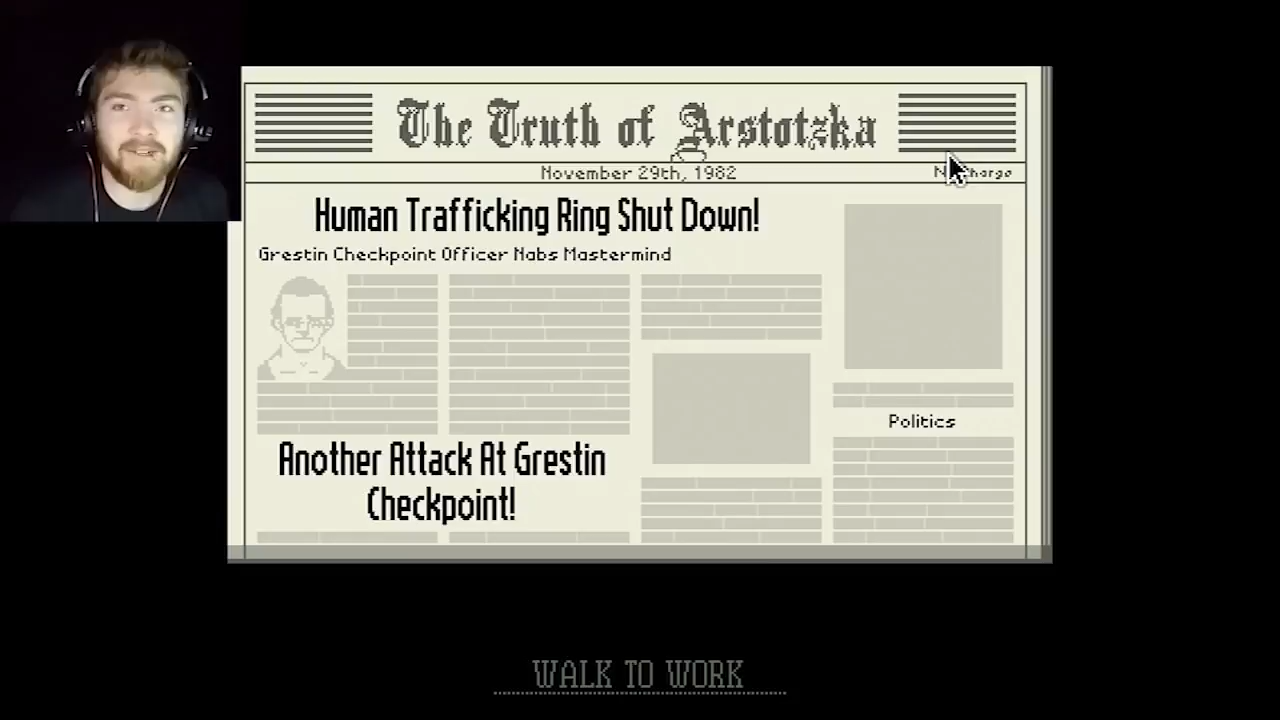 The Truth of Arstotzka
November 29th, 1982
Human Trafficking Ring Shut Down!
Grestin Checkpoint Officer Nabs Mastermind
Politics
Another Attack At Grestin
Checkpoint!
WALK TO WORK